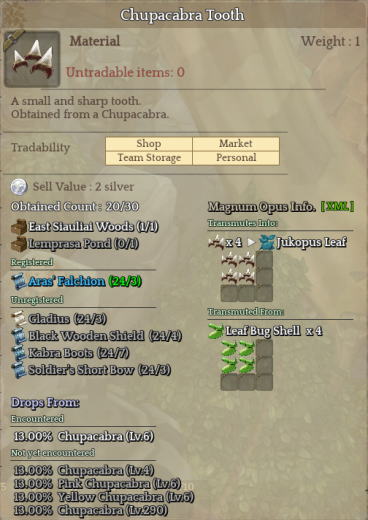 Chupacabra Tooth
Material
Weight : 1
Untradable items: 0
A small and sharp tooth.
Obtained from a Chupacabra.
Tradability
Shop
Market
Team Storage
Personal
Sell Value : 2 silver
Obtained Count : 20/30
East Siauliai Woods (1/1)
Lemprasa Pond (0/1)
Registered
Aras' Falchion (24/3)
Unregistered
Gladius (24/3)
Black Wooden Shield (24/4)
Kabra Boots (24/7)
Soldier's Short Bow (24/3)
Magnum Opus Info. [XML]
Transmutes Into:
x 4
Jukopus Leaf
Transmuted From:
Leaf Bug Shell x 4
Drops From:
Encountered
13.00% Chupacabra (Lv.6)
Not yet encountered
13.00% Chupacabra (Lv.4)
13.00% Pink Chupacabra (Lv.6)
13.00% Yellow Chupacabra (Lv.6)
13.00% Chupacabra (Lv.290)